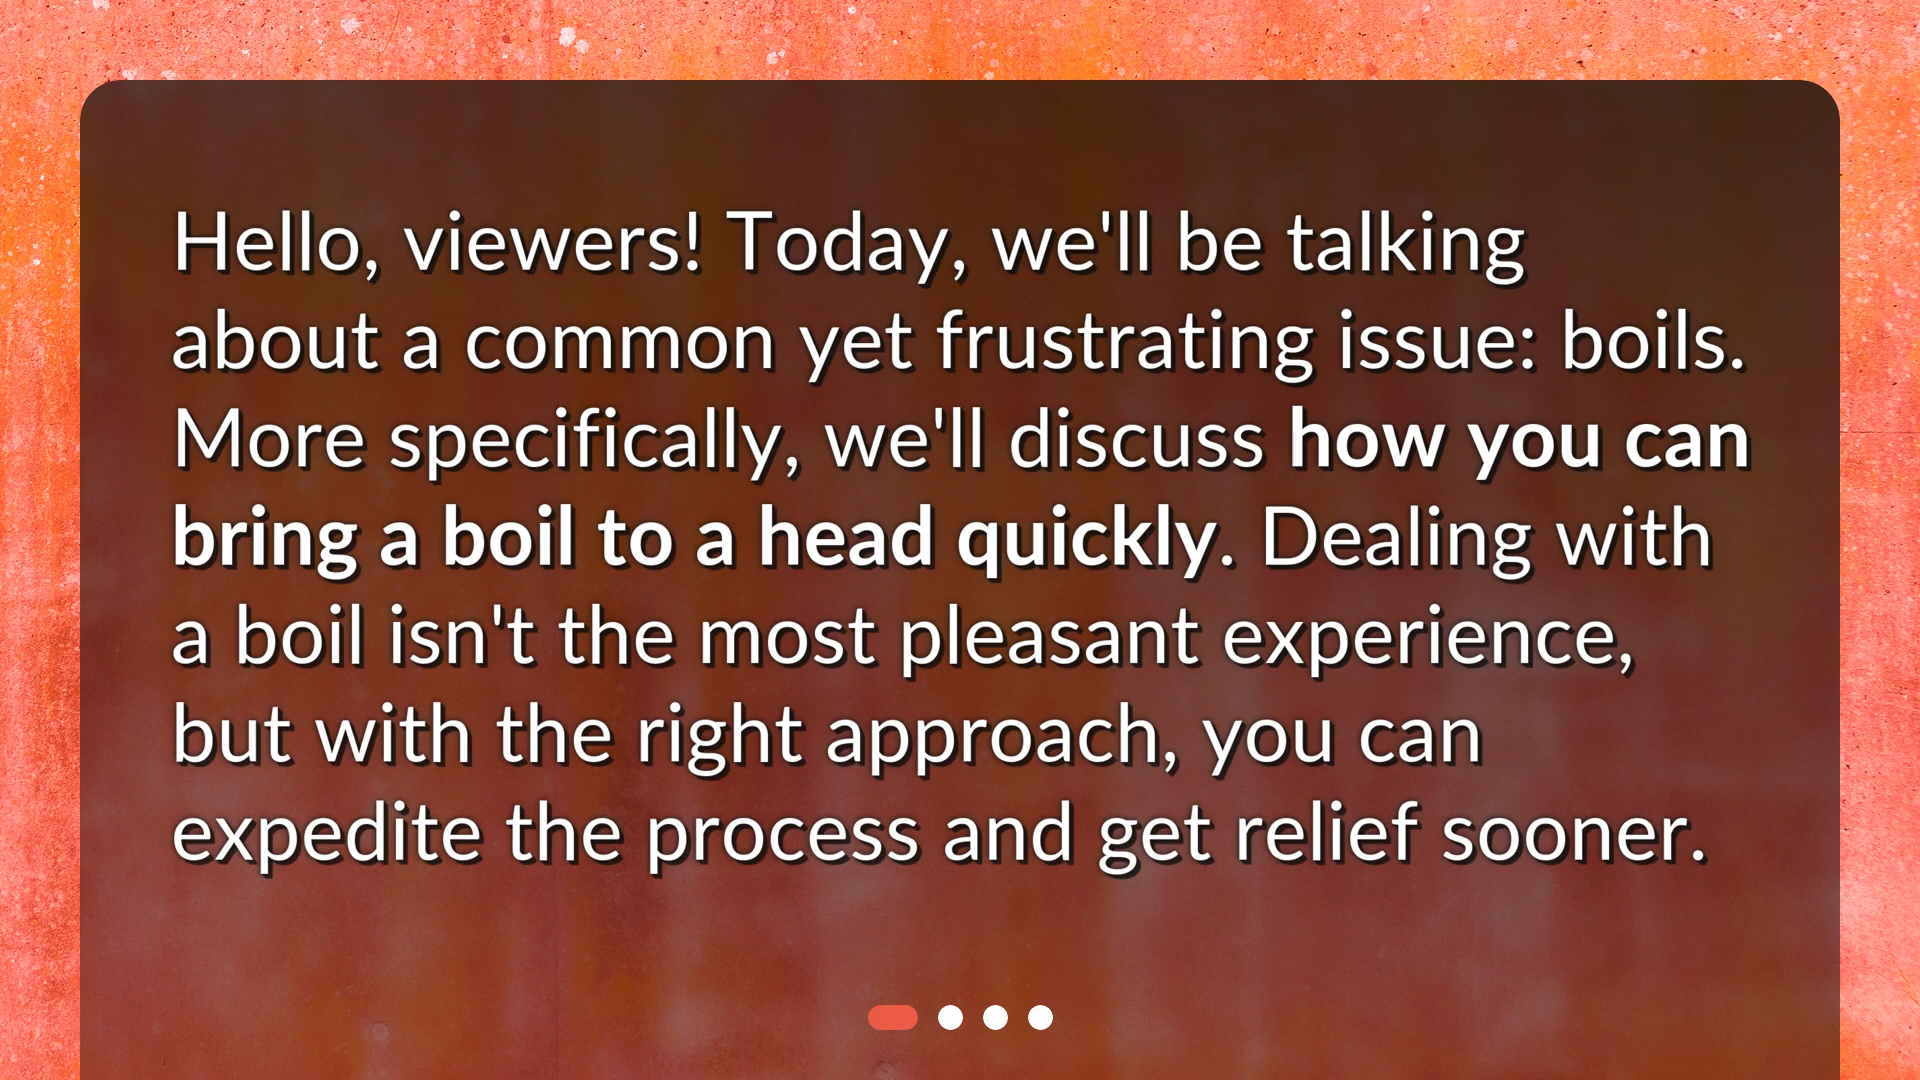 Hello, viewers! Today, we'll be talking
about a common yet frustrating issue: boils.
More specifically, we'll discuss how you can
bring a boil to a head quickly. Dealing with
a boil isn't the most pleasant experience,
but with the right approach, you can
expedite the process and get relief sooner.